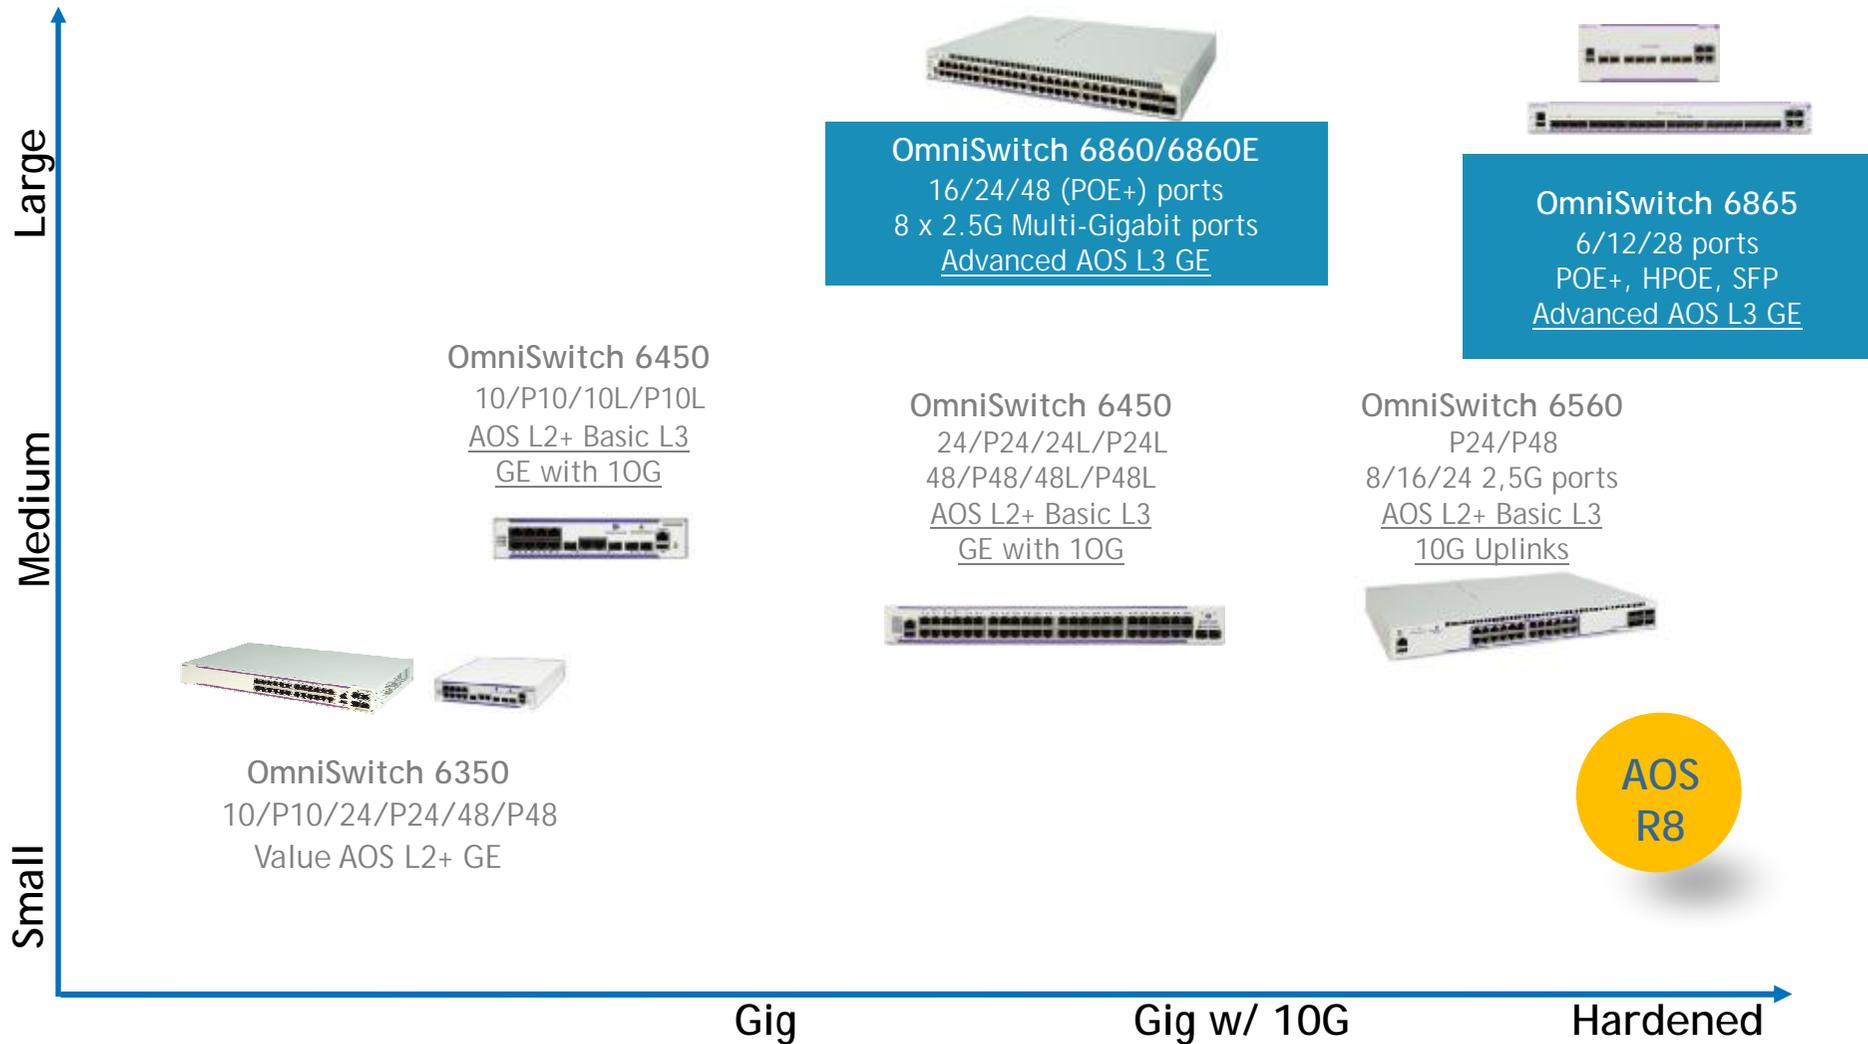 Large
Medium
Small
OmniSwitch 6860/6860E
16/24/48 (POE+) ports
8 x 2.5G Multi-Gigabit ports
Advanced AOS L3 GE
OmniSwitch 6865
6/12/28 ports
POE+, HPOE, SFP
Advanced AOS L3 GE
OmniSwitch 6450
10/P10/10L/P10L
AOS L2+ Basic L3
GE with 1OG
OmniSwitch 6450
24/P24/24L/P24L
48/P48/48L/P48L
AOS L2+ Basic L3
GE with 1OG
OmniSwitch 6560
P24/P48
8/16/24 2,5G ports
AOS L2+ Basic L3
10G Uplinks
OmniSwitch 6350
10/P10/24/P24/48/P48
Value AOS L2+ GE
AOS
R8
Gig
Gig w/ 10G
Hardened